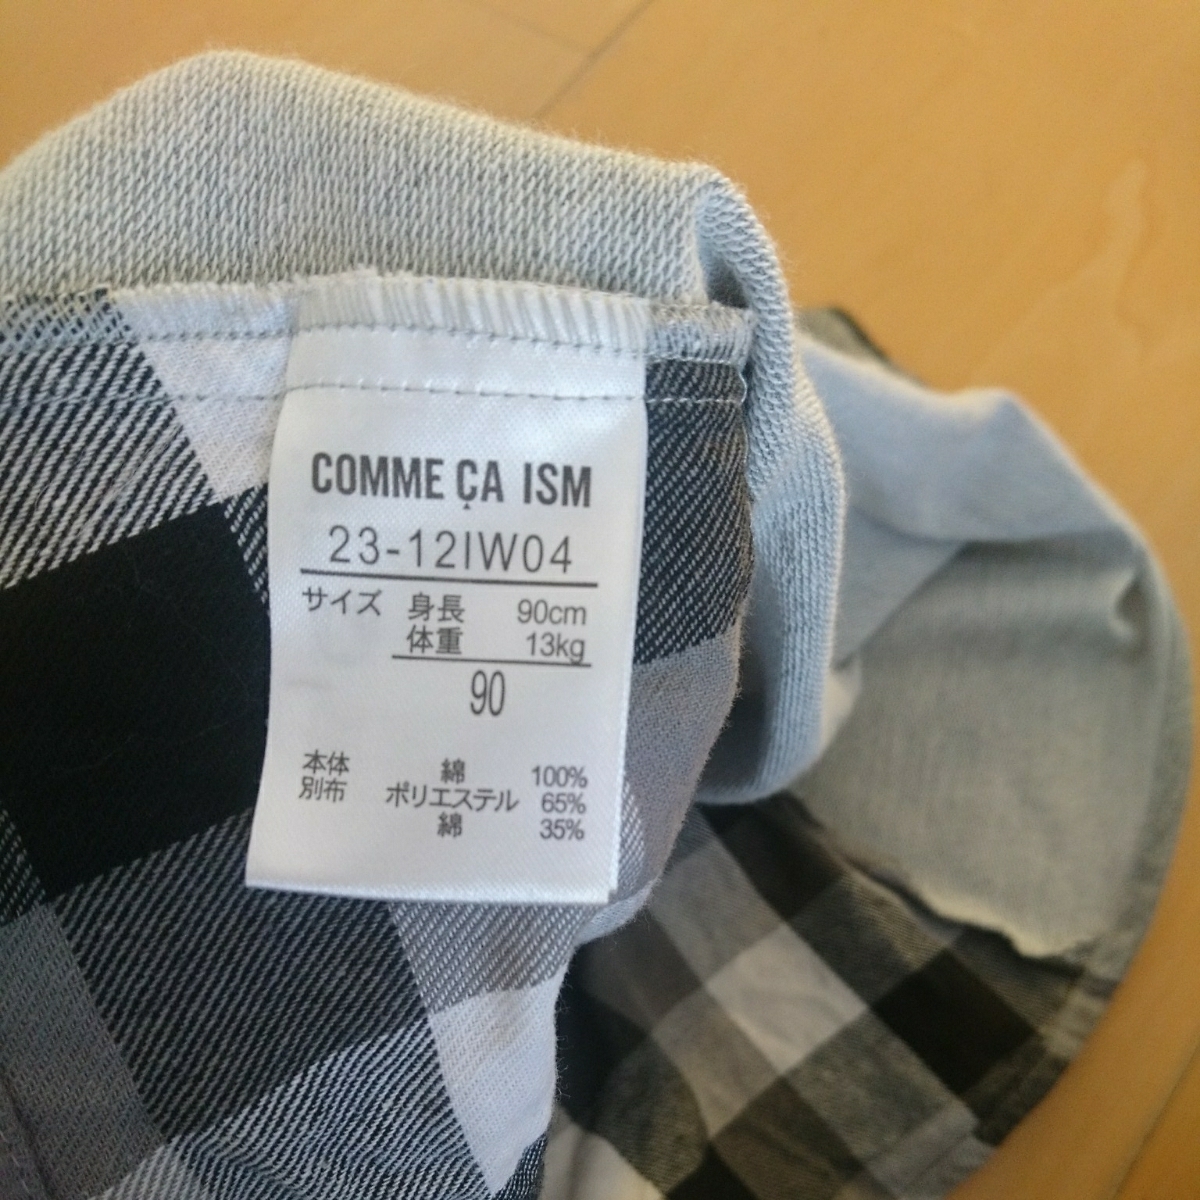 COMME ÇA ISM
23-12IW04
サイズ 身長 90cm
体重 13kg
90
本体 綿 100%
別布 ポリエステル 65%
綿 35%